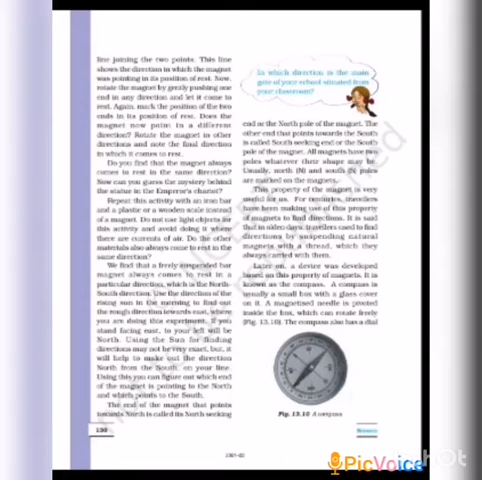 line joining the two points. This line
shows the direction in which the magnet
was pointing in its position of rest. Now,
rotate the magnet by gently pushing one
end in any direction and let it come to
rest. Again, mark the position of the two
ends in its position of rest. Does the
magnet now point in a different
direction? Rotate the magnet in other
directions and note the final direction
in which it comes to rest.
Do you find that the magnet always
comes to rest in the same direction?
Now can you guess the mystery behind
the statue in the Emperor's chariot?
Repeat this activity with an iron bar
and a plastic or a wooden scale instead
of a magnet. Do not use light objects for
this activity and avoid doing it where
there are currents of air. Do the other
materials also always come to rest in the
same direction?
We find that a freely suspended bar
magnet always comes to rest in a
particular direction, which is the North-
South direction. Use the direction of the
rising sun in the morning to find out
the rough direction towards east, where
you are doing this experiment. If you
stand facing east, to your left will be
North. Using the Sun for finding
directions may not be very exact, but, it
will help to make out the direction
North from the South, on your line.
Using this you can figure out which end
of the magnet is pointing to the North
and which points to the South.
The end of the magnet that points
towards North is called its North seeking
In which direction is the main
gate of your school situated from
your classroom?
end or the North pole of the magnet. The
other end that points towards the South
is called South seeking end or the South
pole of the magnet. All magnets have two
poles whatever their shape may be.
Usually, north (N) and south (S) poles
are marked on the magnets.
This property of the magnet is very
useful for us. For centuries, travellers
have been making use of this property
of magnets to find directions. It is said
that in olden days, travellers used to find
directions by suspending natural
magnets with a thread, which they
always carried with them.
Later on, a device was developed
based on this property of magnets. It is
known as the compass. A compass is
usually a small box with a glass cover
on it. A magnetised needle is pivoted
inside the box, which can rotate freely
(Fig. 13.10). The compass also has a dial
Fig. 13.10 A compass
130
Science
PicVoice